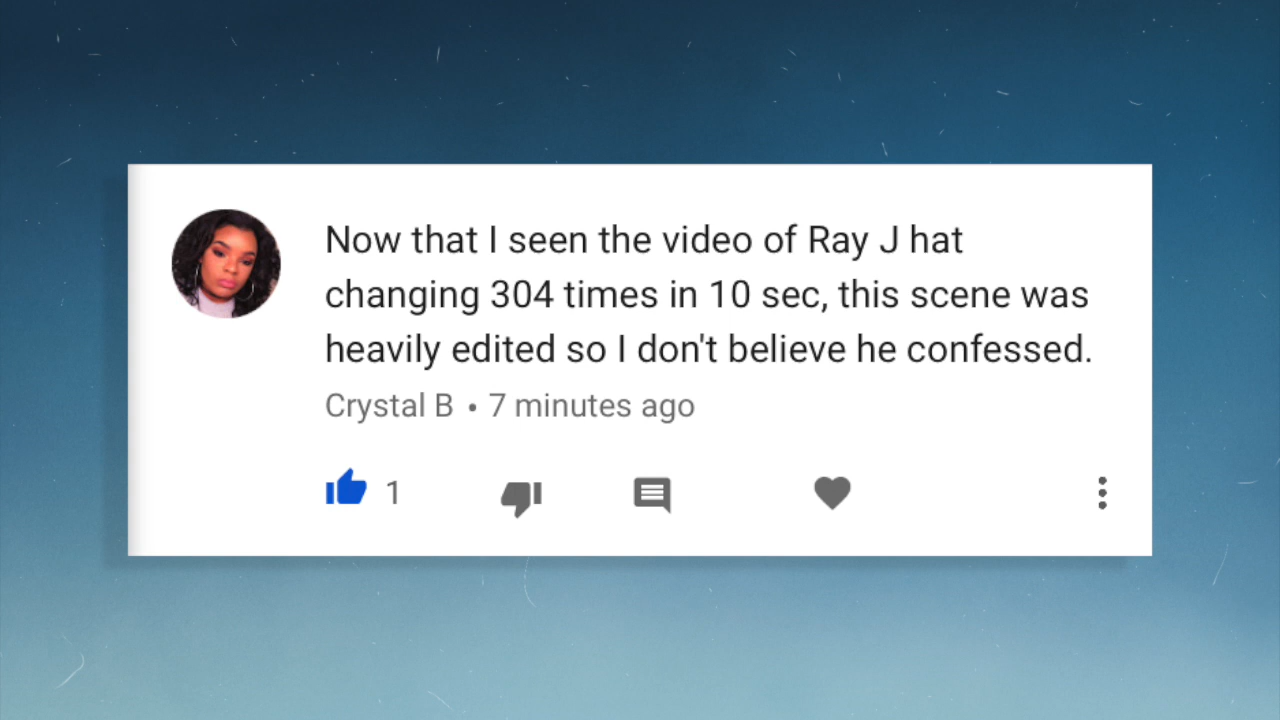 Now that I seen the video of Ray J hat
changing 304 times in 10 sec, this scene was
heavily edited so I don't believe he confessed.
Crystal B • 7 minutes ago
1